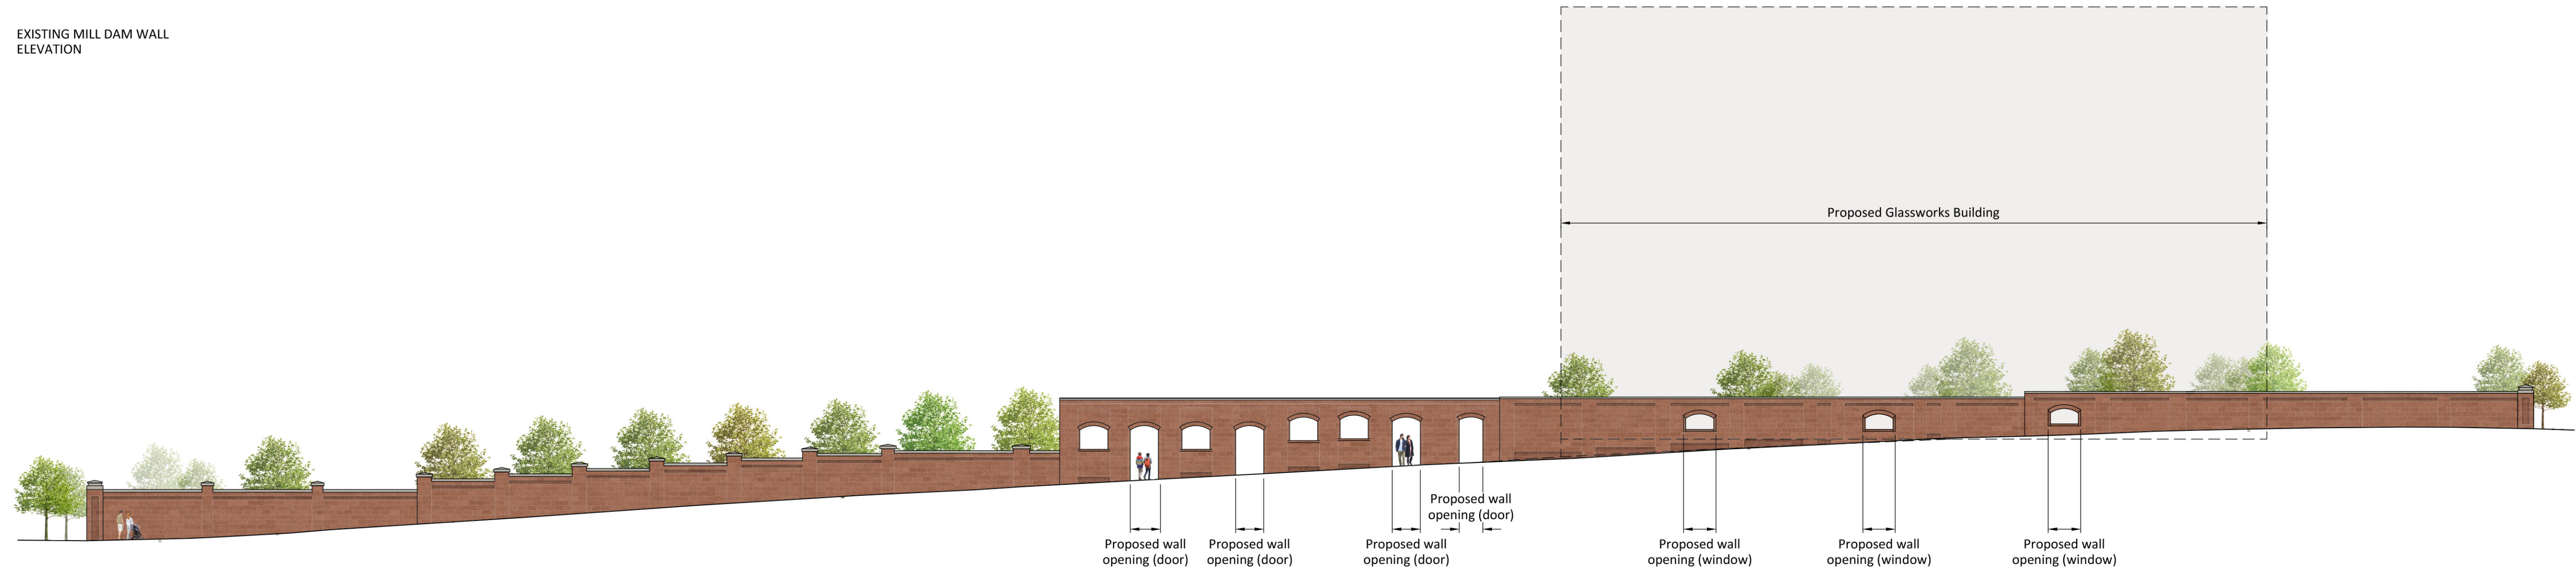 EXISTING MILL DAM WALL
ELEVATION
Proposed Glassworks Building
Proposed wall
opening (door)
Proposed wall
opening (door)
Proposed wall
opening (door)
Proposed wall
opening (door)
Proposed wall
opening (window)
Proposed wall
opening (window)
Proposed wall
opening (window)